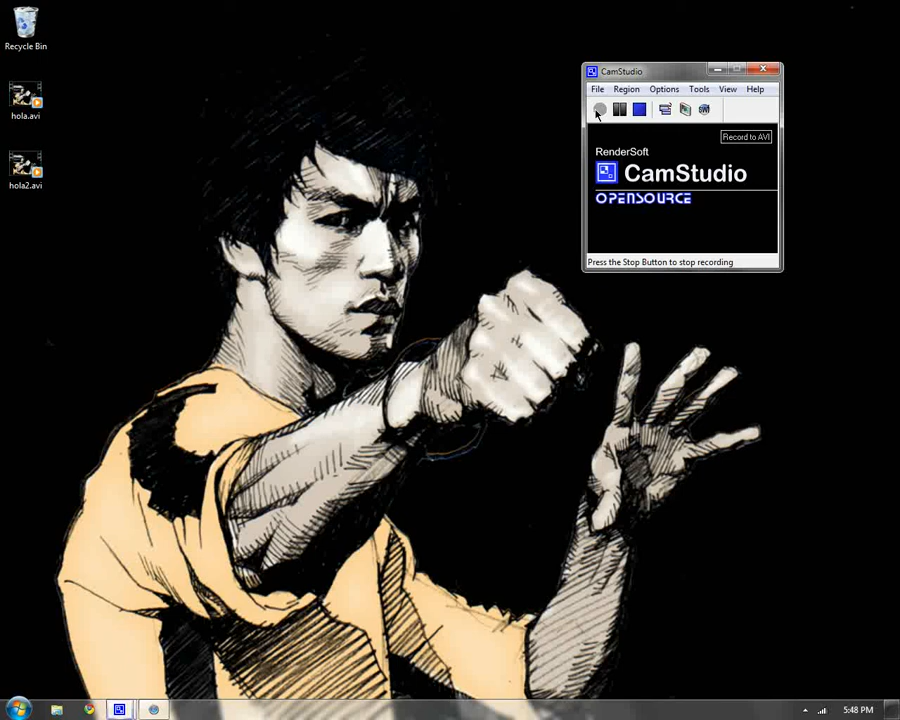 Recycle Bin
hola.avi
hola2.avi
CamStudio
File Region Options Tools View Help
SWF
Record to AVI
RenderSoft
CamStudio
OPENSOURCE
Press the Stop Button to stop recording
5:48 PM